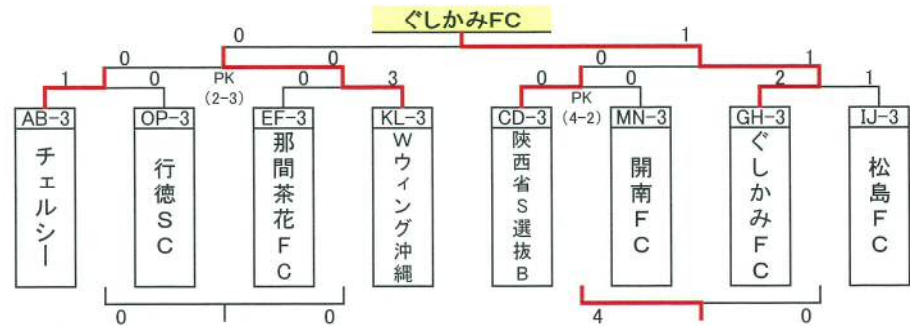 ぐしかみFC
0 1
0 0 0 1
1 0 PK 0 3 0 PK 0 2 1
(2-3) (4-2)
AB-3 OP-3 EF-3 KL-3 CD-3 MN-3 GH-3 IJ-3
チェルシー
行徳SC
那間茶花FC
Wウィング沖縄
陝西省S選抜B
開南FC
ぐしかみFC
松島FC
0 0 4 0